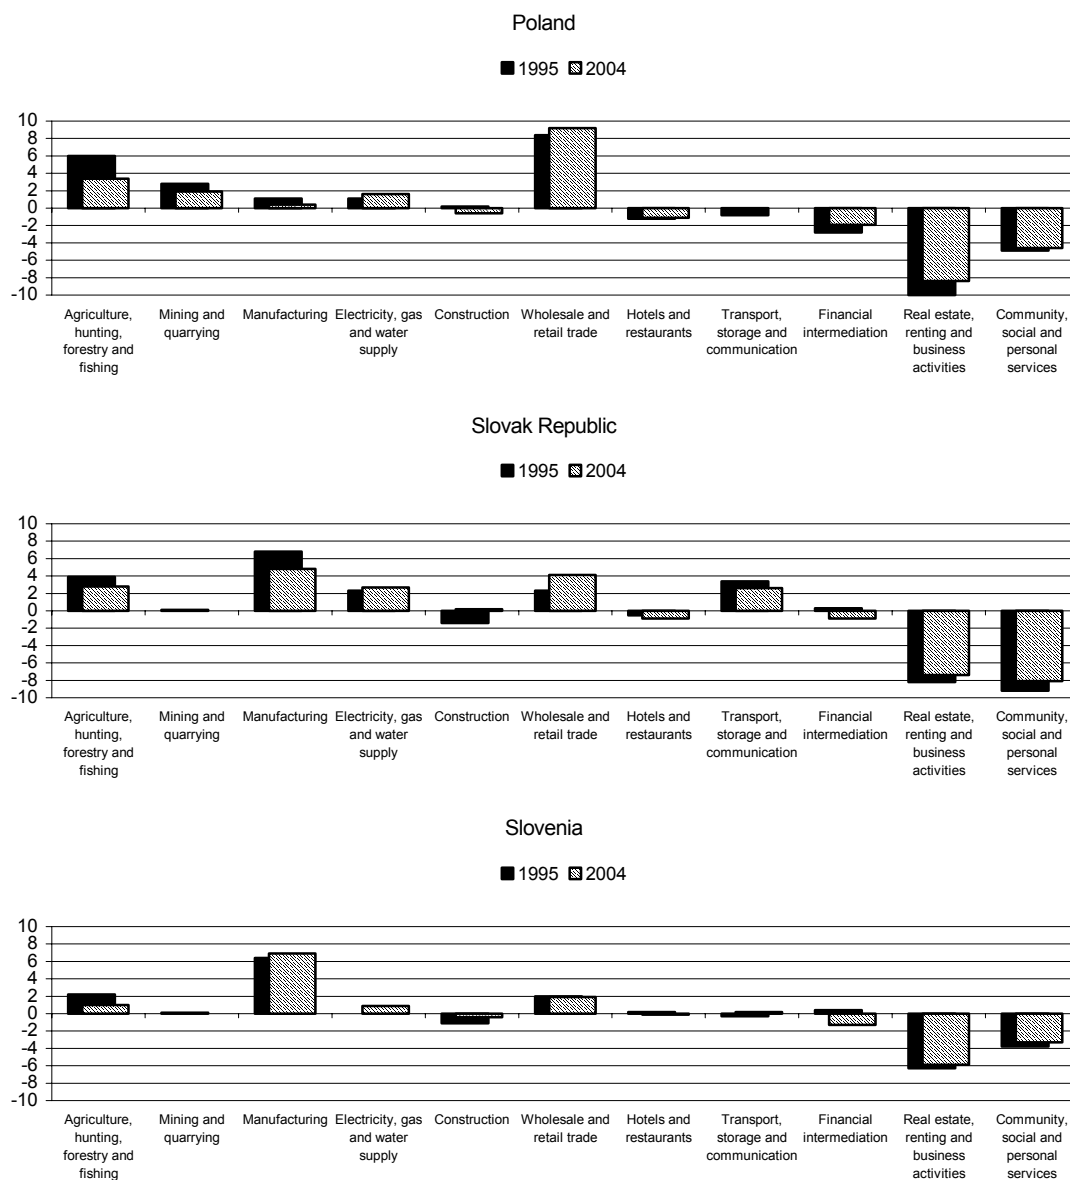 Poland
1995 2004
10
8
6
4
2
0
-2
-4
-6
-8
-10
Agriculture, Mining and Manufacturing Electricity, gas Construction Wholesale and Hotels and Transport, Financial Real estate, Community,
hunting, quarrying and water retail trade restaurants storage and intermediation renting and social and
forestry and supply communication business personal
fishing activities services
Slovak Republic
1995 2004
10
8
6
4
2
0
-2
-4
-6
-8
-10
Agriculture, Mining and Manufacturing Electricity, gas Construction Wholesale and Hotels and Transport, Financial Real estate, Community,
hunting, quarrying and water retail trade restaurants storage and intermediation renting and social and
forestry and supply communication business personal
fishing activities services
Slovenia
1995 2004
10
8
6
4
2
0
-2
-4
-6
-8
-10
Agriculture, Mining and Manufacturing Electricity, gas Construction Wholesale and Hotels and Transport, Financial Real estate, Community,
hunting, quarrying and water retail trade restaurants storage and intermediation renting and social and
forestry and supply communication business personal
fishing activities services